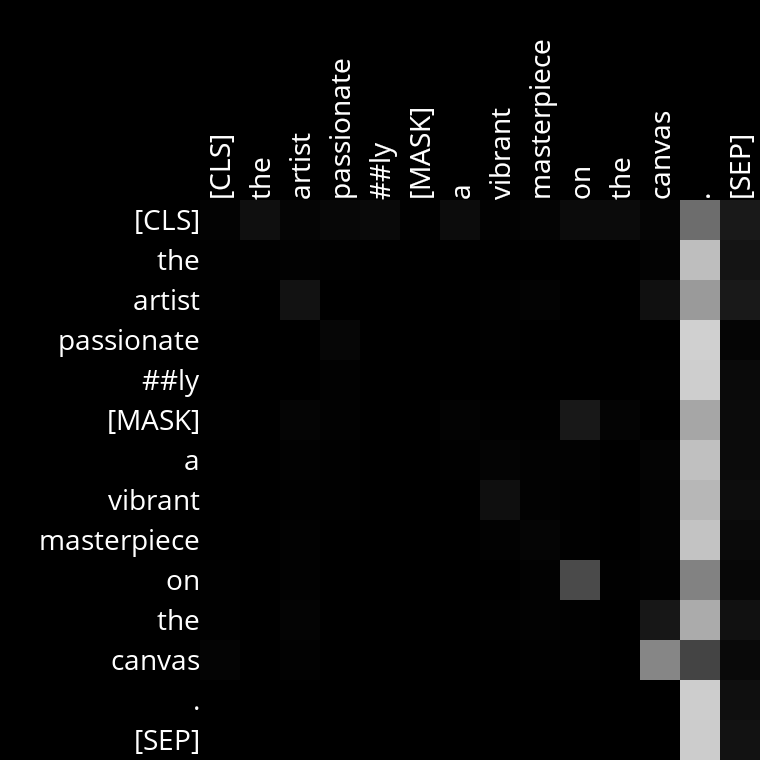 [CLS] the artist passionate ##ly [MASK] a vibrant masterpiece on the canvas . [SEP]
[CLS]
the
artist
passionate
##ly
[MASK]
a
vibrant
masterpiece
on
the
canvas
.
[SEP]